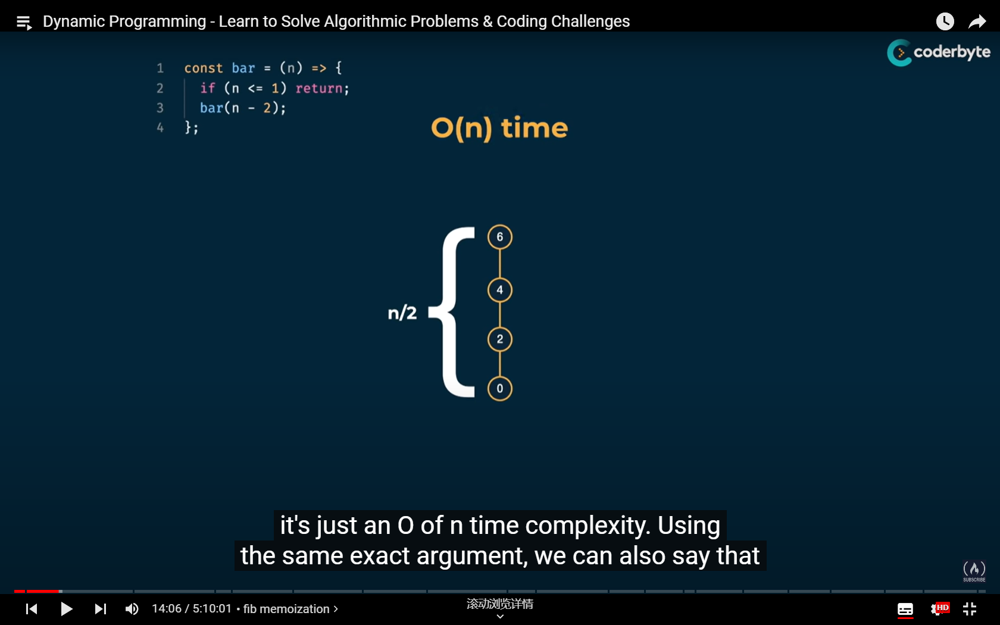 Dynamic Programming - Learn to Solve Algorithmic Problems & Coding Challenges
coderbyte
1 const bar = (n) => {
2 if (n <= 1) return;
3 bar(n - 2);
4 };
O(n) time
6
4
n/2
2
0
it's just an O of n time complexity. Using
the same exact argument, we can also say that
SUBSCRIBE
14:06 / 5:10:01 • fib memoization >
滚动浏览详情
HD